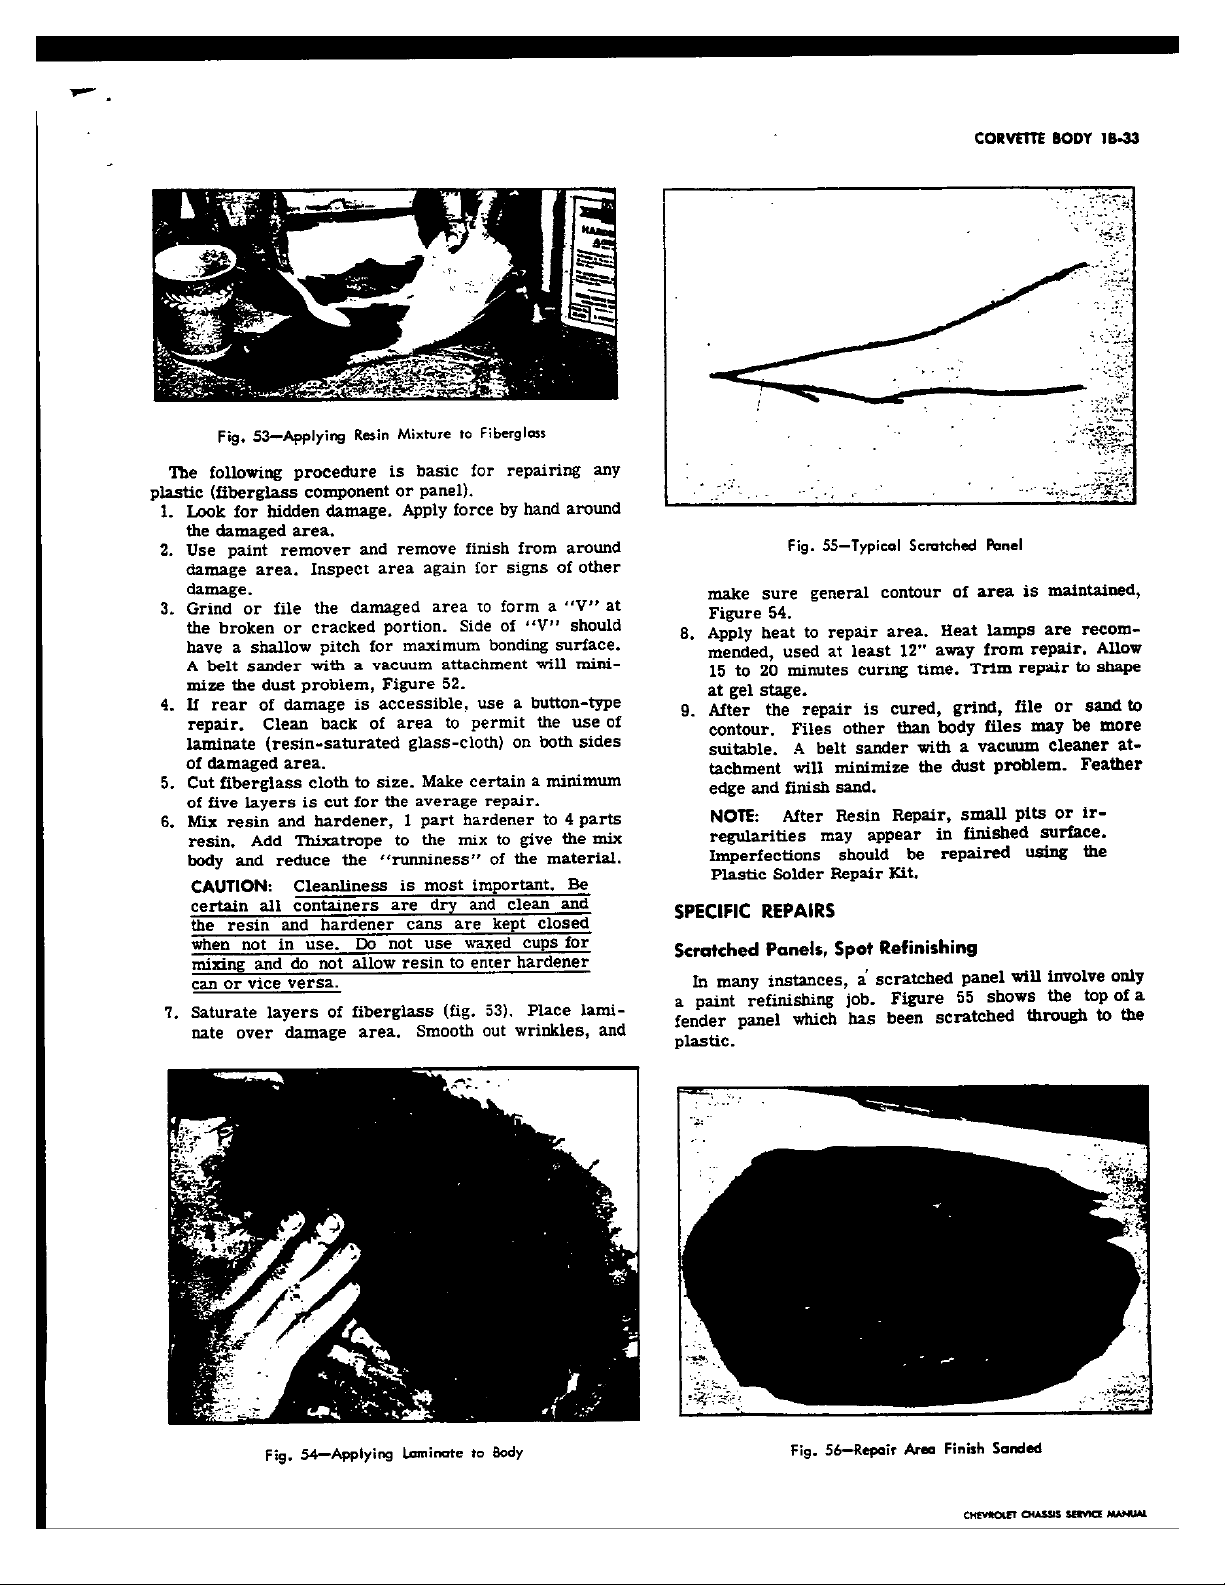 CORVETTE BODY 1B-33
Fig. 53—Applying Resin Mixture to Fiberglass
The following procedure is basic for repairing any
plastic (fiberglass component or panel).
1. Look for hidden damage. Apply force by hand around
the damaged area.
2. Use paint remover and remove finish from around
damage area. Inspect area again for signs of other
damage.
3. Grind or file the damaged area to form a "V" at
the broken or cracked portion. Side of "V" should
have a shallow pitch for maximum bonding surface.
A belt sander with a vacuum attachment will mini-
mize the dust problem, Figure 52.
4. If rear of damage is accessible, use a button-type
repair. Clean back of area to permit the use of
laminate (resin-saturated glass-cloth) on both sides
of damaged area.
5. Cut fiberglass cloth to size. Make certain a minimum
of five layers is cut for the average repair.
6. Mix resin and hardener, 1 part hardener to 4 parts
resin. Add Thixatrope to the mix to give the mix
body and reduce the "runniness" of the material.
CAUTION: Cleanliness is most important. Be
certain all containers are dry and clean and
the resin and hardener cans are kept closed
when not in use. Do not use waxed cups for
mixing and do not allow resin to enter hardener
can or vice versa.
7. Saturate layers of fiberglass (fig. 53). Place lami-
nate over damage area. Smooth out wrinkles, and
Fig. 54—Applying Laminate to Body
Fig. 55—Typical Scratched Panel
make sure general contour of area is maintained,
Figure 54.
8. Apply heat to repair area. Heat lamps are recom-
mended, used at least 12" away from repair. Allow
15 to 20 minutes curing time. Trim repair to shape
at gel stage.
9. After the repair is cured, grind, file or sand to
contour. Files other than body files may be more
suitable. A belt sander with a vacuum cleaner at-
tachment will minimize the dust problem. Feather
edge and finish sand.
NOTE: After Resin Repair, small pits or ir-
regularities may appear in finished surface.
Imperfections should be repaired using the
Plastic Solder Repair Kit.
SPECIFIC REPAIRS
Scratched Panels, Spot Refinishing
In many instances, a scratched panel will involve only
a paint refinishing job. Figure 55 shows the top of a
fender panel which has been scratched through to the
plastic.
Fig. 56—Repair Area Finish Sanded
CHEVROLET CHASSIS SERVICE MANUAL